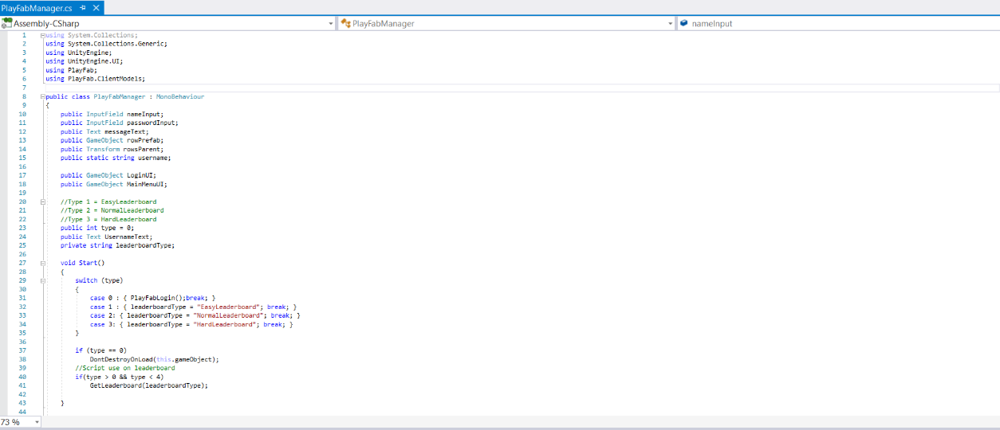 PlayFabManager.cs
Assembly-CSharp PlayFabManager nameInput
1 using System.Collections;
2 using System.Collections.Generic;
3 using UnityEngine;
4 using UnityEngine.UI;
5 using PlayFab;
6 using PlayFab.ClientModels;
7
8 public class PlayFabManager : MonoBehaviour
9 {
10 public InputField nameInput;
11 public InputField passwordInput;
12 public Text messageText;
13 public GameObject rowPrefab;
14 public Transform rowsParent;
15 public static string username;
16
17 public GameObject LoginUI;
18 public GameObject MainMenuUI;
19
20 //Type 1 = EasyLeaderboard
21 //Type 2 = NormalLeaderboard
22 //Type 3 = HardLeaderboard
23 public int type = 0;
24 public Text UsernameText;
25 private string leaderboardType;
26
27 void Start()
28 {
29 switch (type)
30 {
31 case 0 : { PlayFabLogin();break; }
32 case 1 : { leaderboardType = "EasyLeaderboard"; break; }
33 case 2: { leaderboardType = "NormalLeaderboard"; break; }
34 case 3: { leaderboardType = "HardLeaderboard"; break; }
35 }
36
37 if (type == 0)
38 DontDestroyOnLoad(this.gameObject);
39 //Script use on leaderboard
40 if(type > 0 && type < 4)
41 GetLeaderboard(leaderboardType);
42
43 }
44
73 %